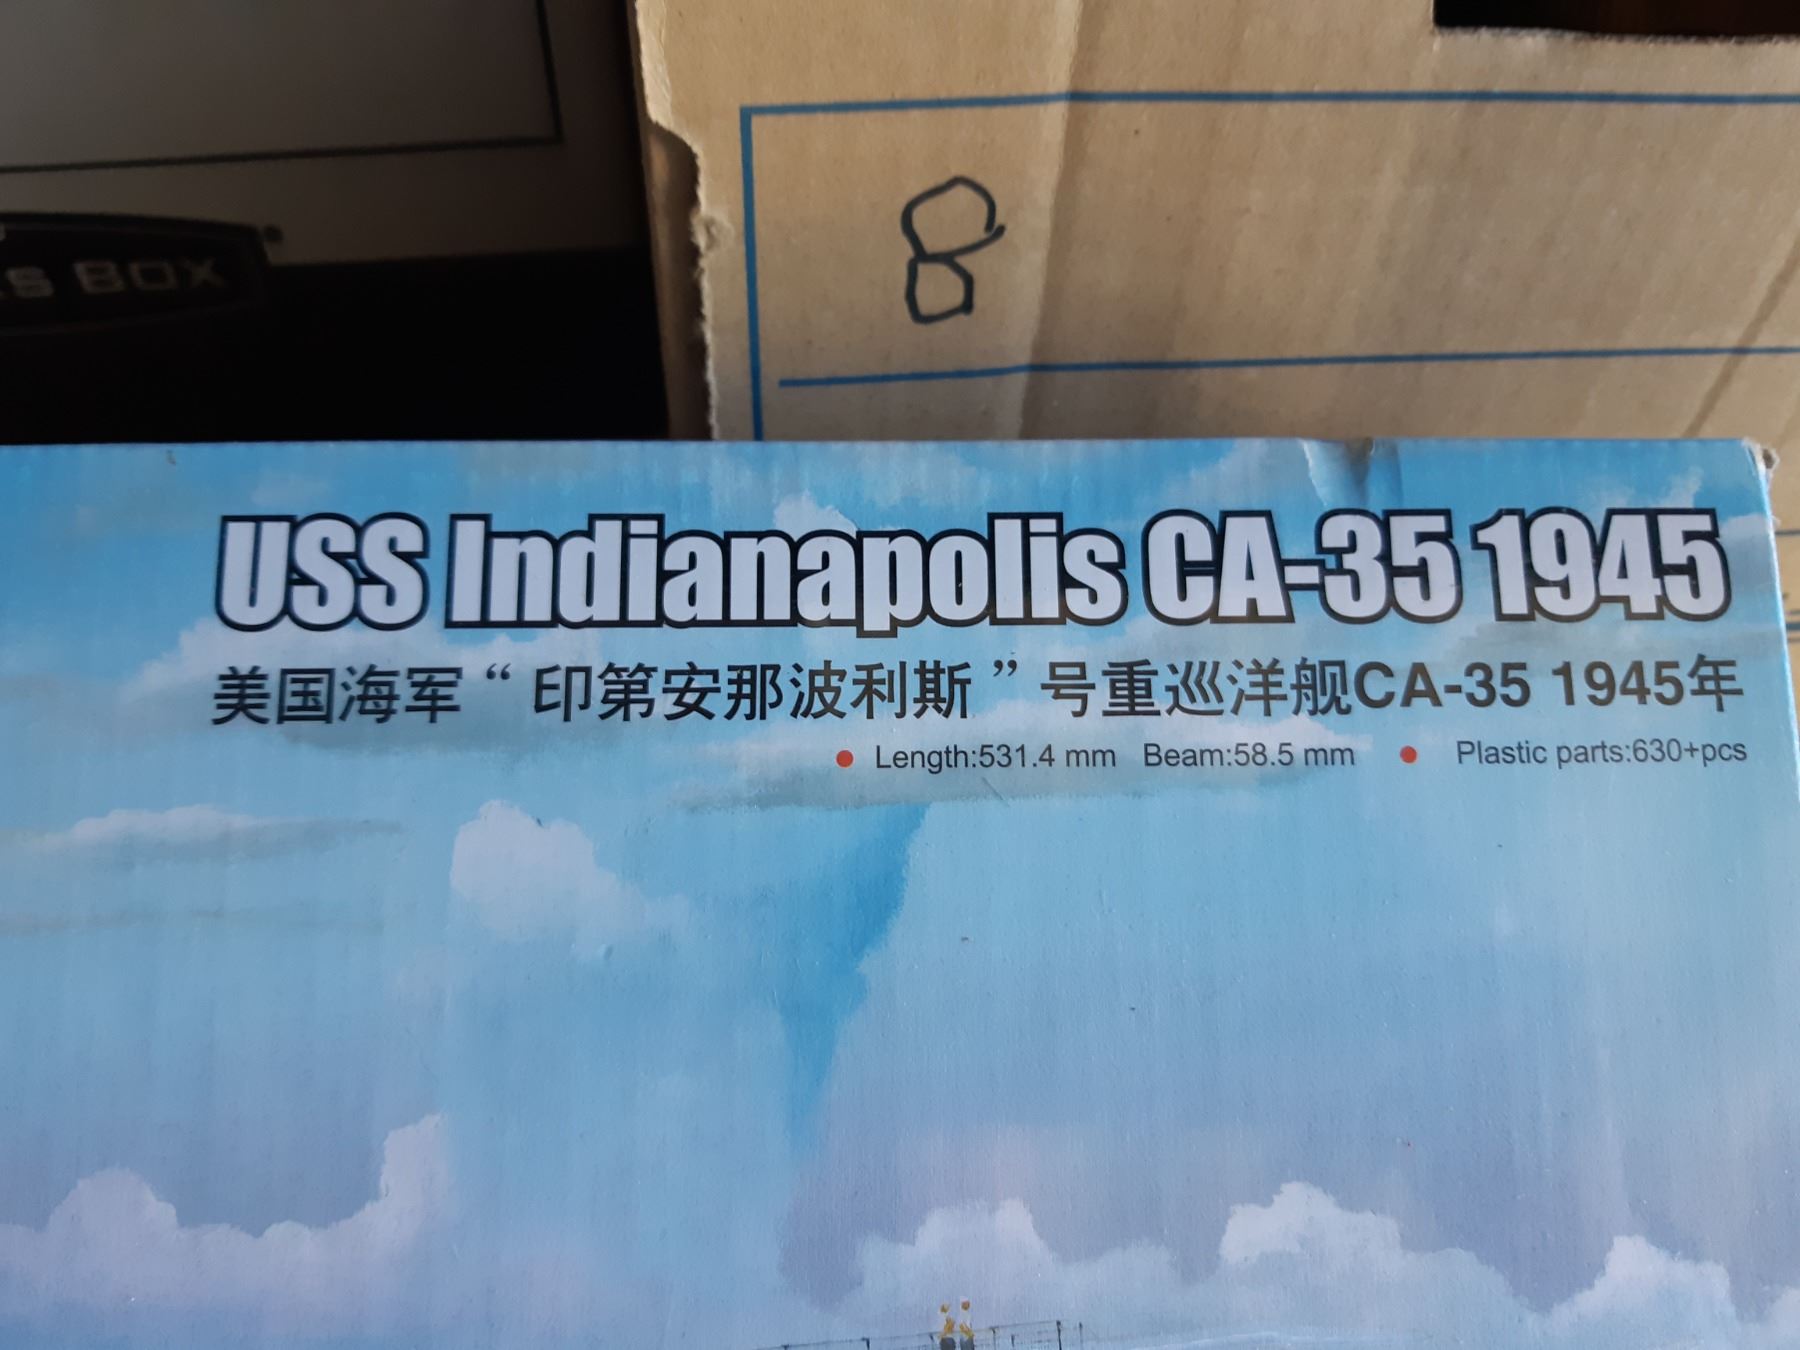 8
BOX
USS Indianapolis CA-35 1945
美国海军“印第安那波利斯”号重巡洋舰CA-35 1945年
● Length:531.4 mm Beam:58.5 mm ● Plastic parts:630+pcs